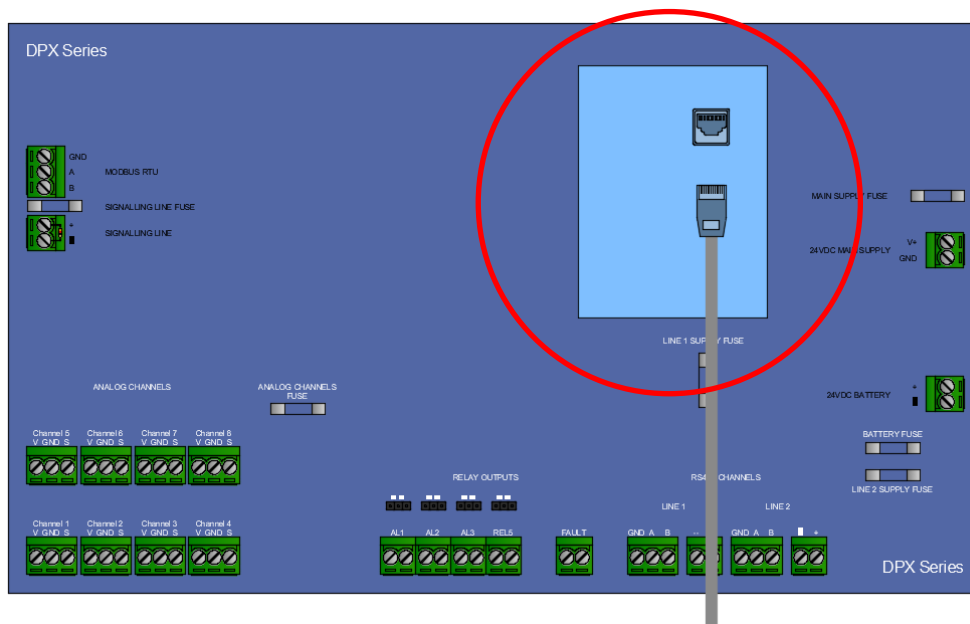 DPX Series
GND
A
MODBUS RTU
B
SIGNALLING LINE FUSE
+
SIGNALLING LINE
MAIN SUPPLY FUSE
V+
24VDC MAIN SUPPLY
GND
LINE 1 SUPPLY FUSE
ANALOG CHANNELS
ANALOG CHANNELS
FUSE
+
24VDC BATTERY
Channel 5 Channel 6 Channel 7 Channel 8
V GND S V GND S V GND S V GND S
BATTERY FUSE
LINE 2 SUPPLY FUSE
RELAY OUTPUTS
CHANNELS
LINE 1
LINE 2
Channel 1 Channel 2 Channel 3 Channel 4
V GND S V GND S V GND S V GND S
AL1 AL2 AL3 REL5
FAULT
GND A B
GND A B
+
DPX Series